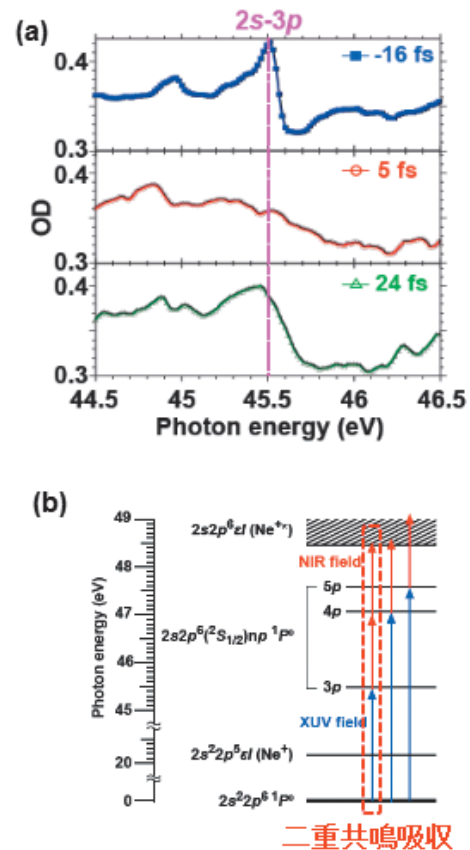 (a)
2s-3p
0.4
-16 fs
0.3
0.4
5 fs
OD
0.3
0.4
24 fs
0.3
44.5 45 45.5 46 46.5
Photon energy (eV)
(b)
49
2s2p⁶εl (Ne⁺*)
48
NIR field
5p
47
4p
2s2p⁶(²S₁/₂)np ¹Pᵒ
46
3p
45
XUV field
Photon energy (eV)
2s²2p⁵εl (Ne⁺)
20
0
2s²2p⁶ ¹Pᵒ
二重共鳴吸収